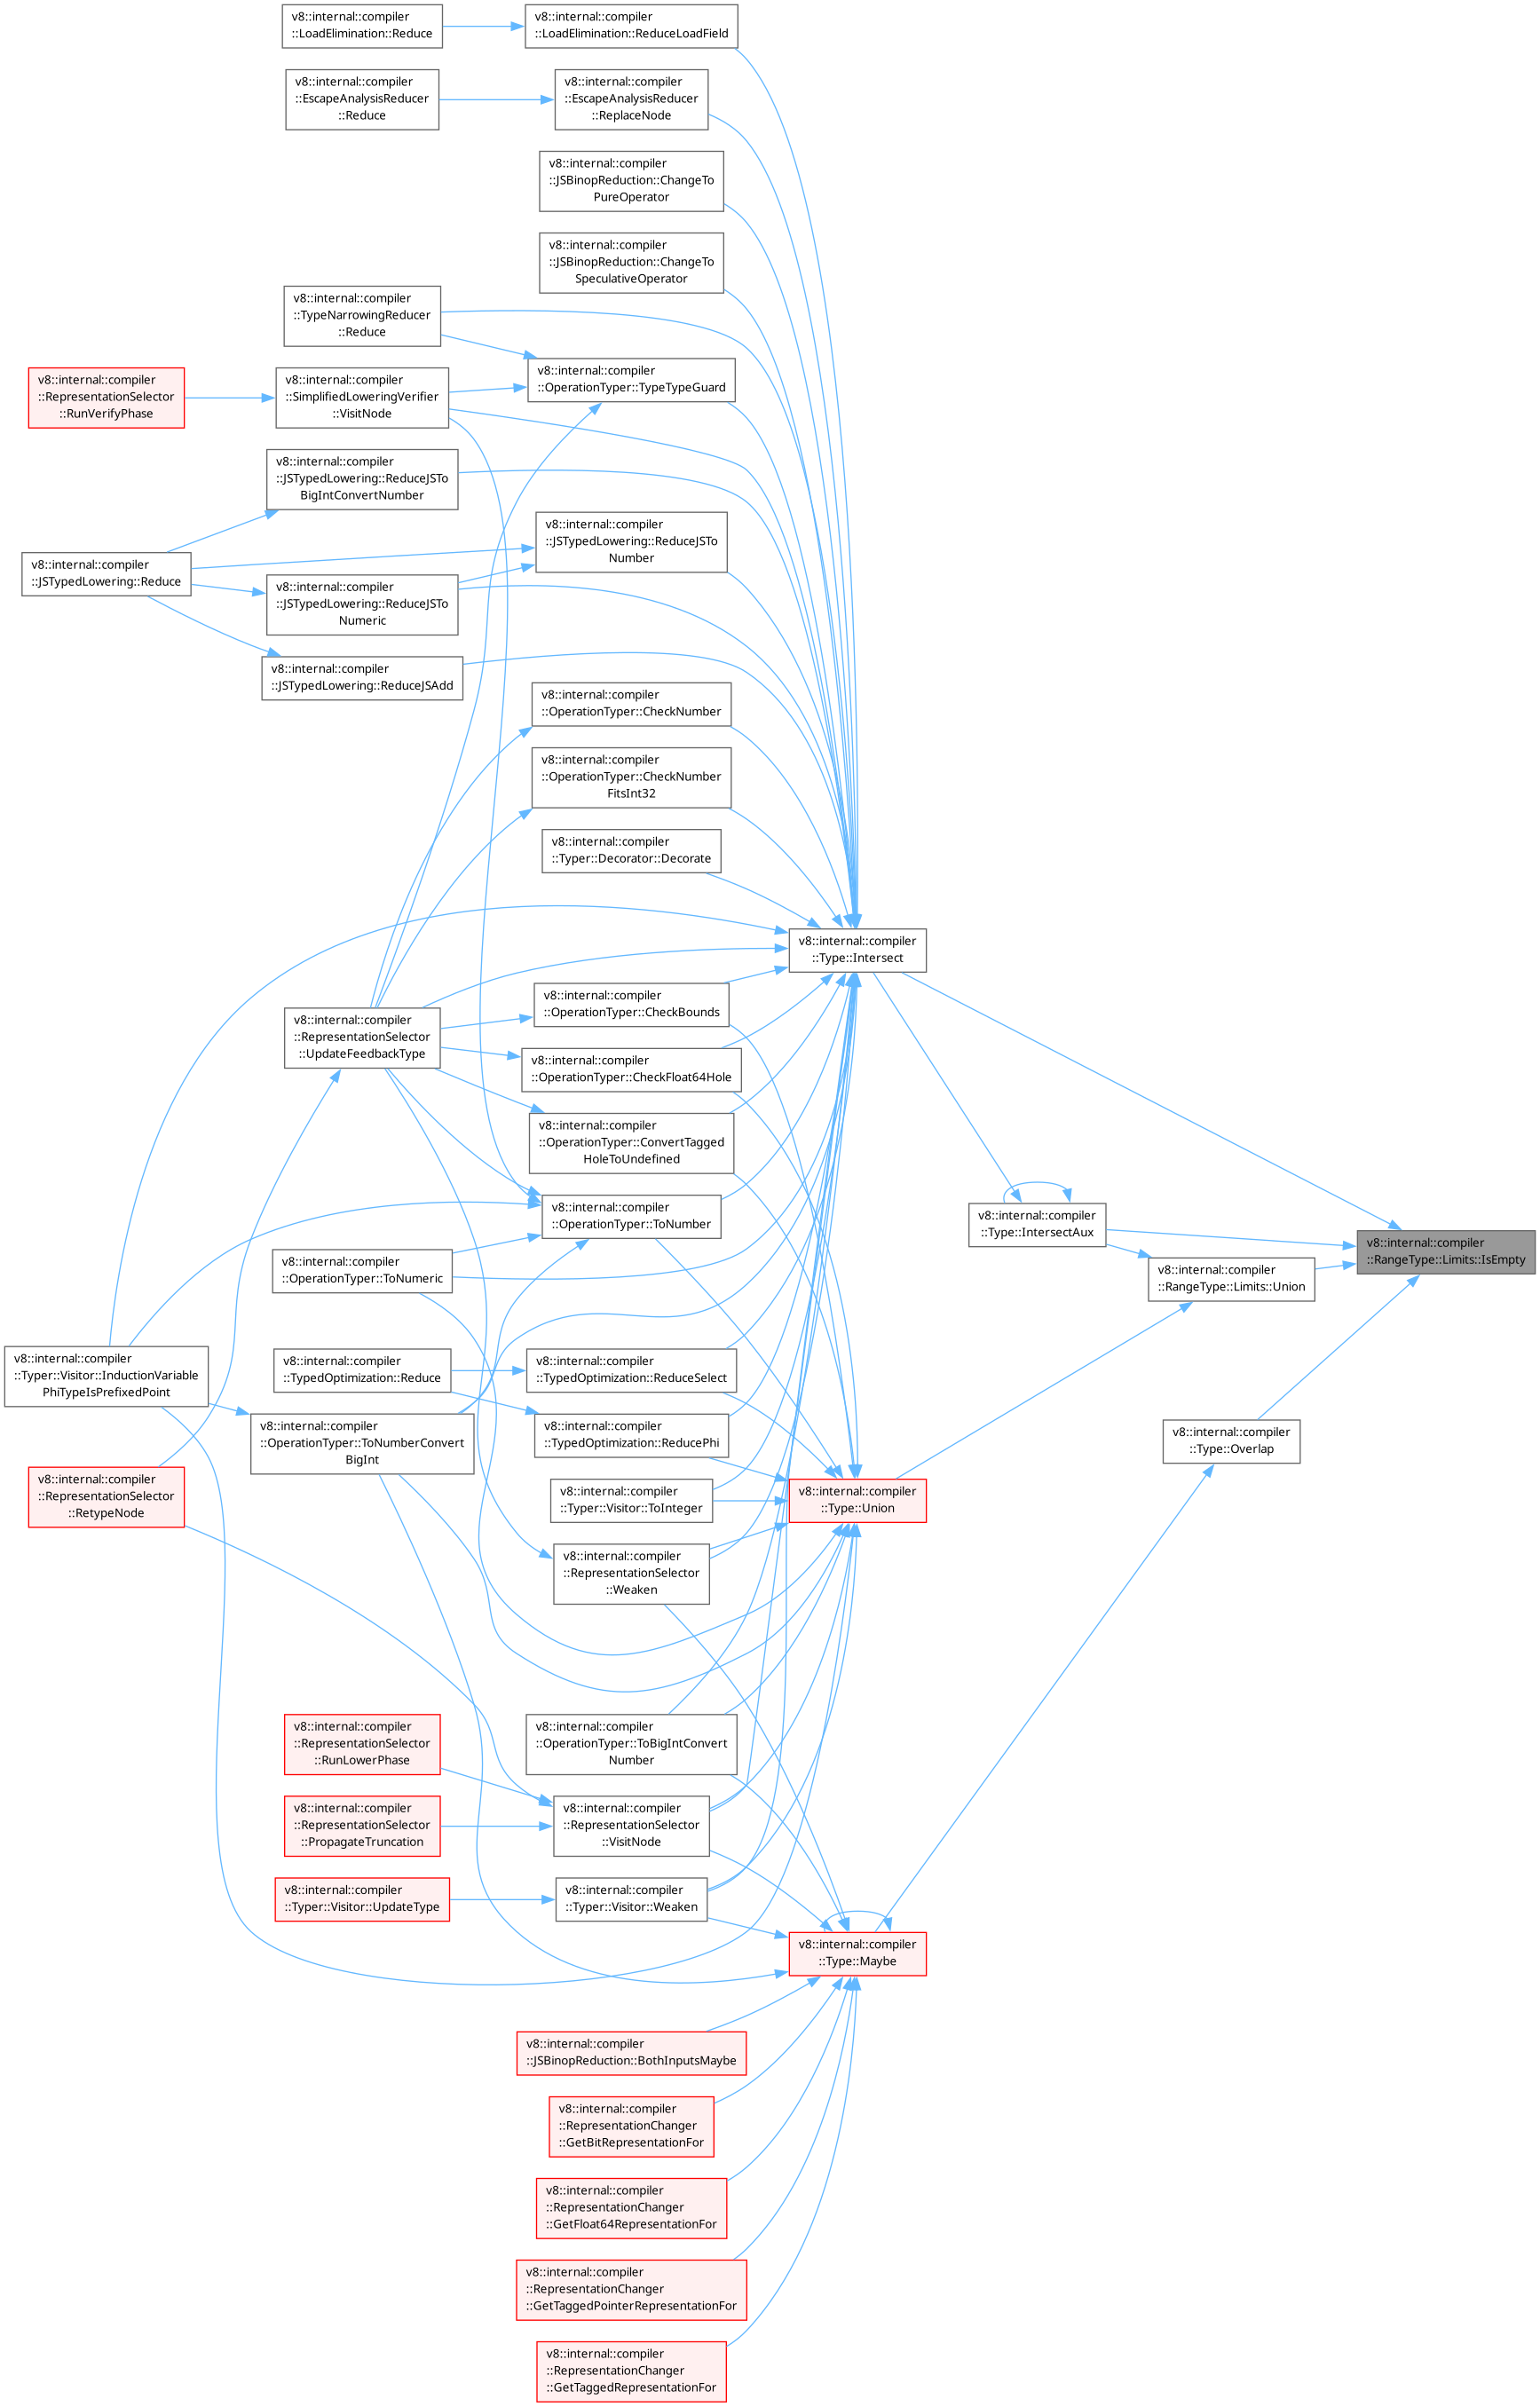 v8::internal::compiler
::LoadElimination::Reduce
v8::internal::compiler
::LoadElimination::ReduceLoadField
v8::internal::compiler
::EscapeAnalysisReducer
::Reduce
v8::internal::compiler
::EscapeAnalysisReducer
::ReplaceNode
v8::internal::compiler
::JSBinopReduction::ChangeTo
PureOperator
v8::internal::compiler
::JSBinopReduction::ChangeTo
SpeculativeOperator
v8::internal::compiler
::TypeNarrowingReducer
::Reduce
v8::internal::compiler
::OperationTyper::TypeTypeGuard
v8::internal::compiler
::RepresentationSelector
::RunVerifyPhase
v8::internal::compiler
::SimplifiedLoweringVerifier
::VisitNode
v8::internal::compiler
::JSTypedLowering::ReduceJSTo
BigIntConvertNumber
v8::internal::compiler
::JSTypedLowering::ReduceJSTo
Number
v8::internal::compiler
::JSTypedLowering::Reduce
v8::internal::compiler
::JSTypedLowering::ReduceJSTo
Numeric
v8::internal::compiler
::JSTypedLowering::ReduceJSAdd
v8::internal::compiler
::OperationTyper::CheckNumber
v8::internal::compiler
::OperationTyper::CheckNumber
FitsInt32
v8::internal::compiler
::Typer::Decorator::Decorate
v8::internal::compiler
::Type::Intersect
v8::internal::compiler
::OperationTyper::CheckBounds
v8::internal::compiler
::RepresentationSelector
::UpdateFeedbackType
v8::internal::compiler
::OperationTyper::CheckFloat64Hole
v8::internal::compiler
::OperationTyper::ConvertTagged
HoleToUndefined
v8::internal::compiler
::OperationTyper::ToNumber
v8::internal::compiler
::Type::IntersectAux
v8::internal::compiler
::RangeType::Limits::IsEmpty
v8::internal::compiler
::OperationTyper::ToNumeric
v8::internal::compiler
::RangeType::Limits::Union
v8::internal::compiler
::Typer::Visitor::InductionVariable
PhiTypeIsPrefixedPoint
v8::internal::compiler
::TypedOptimization::Reduce
v8::internal::compiler
::TypedOptimization::ReduceSelect
v8::internal::compiler
::OperationTyper::ToNumberConvert
BigInt
v8::internal::compiler
::TypedOptimization::ReducePhi
v8::internal::compiler
::Type::Overlap
v8::internal::compiler
::RepresentationSelector
::RetypeNode
v8::internal::compiler
::Typer::Visitor::ToInteger
v8::internal::compiler
::Type::Union
v8::internal::compiler
::RepresentationSelector
::Weaken
v8::internal::compiler
::RepresentationSelector
::RunLowerPhase
v8::internal::compiler
::OperationTyper::ToBigIntConvert
Number
v8::internal::compiler
::RepresentationSelector
::PropagateTruncation
v8::internal::compiler
::RepresentationSelector
::VisitNode
v8::internal::compiler
::Typer::Visitor::UpdateType
v8::internal::compiler
::Typer::Visitor::Weaken
v8::internal::compiler
::Type::Maybe
v8::internal::compiler
::JSBinopReduction::BothInputsMaybe
v8::internal::compiler
::RepresentationChanger
::GetBitRepresentationFor
v8::internal::compiler
::RepresentationChanger
::GetFloat64RepresentationFor
v8::internal::compiler
::RepresentationChanger
::GetTaggedPointerRepresentationFor
v8::internal::compiler
::RepresentationChanger
::GetTaggedRepresentationFor